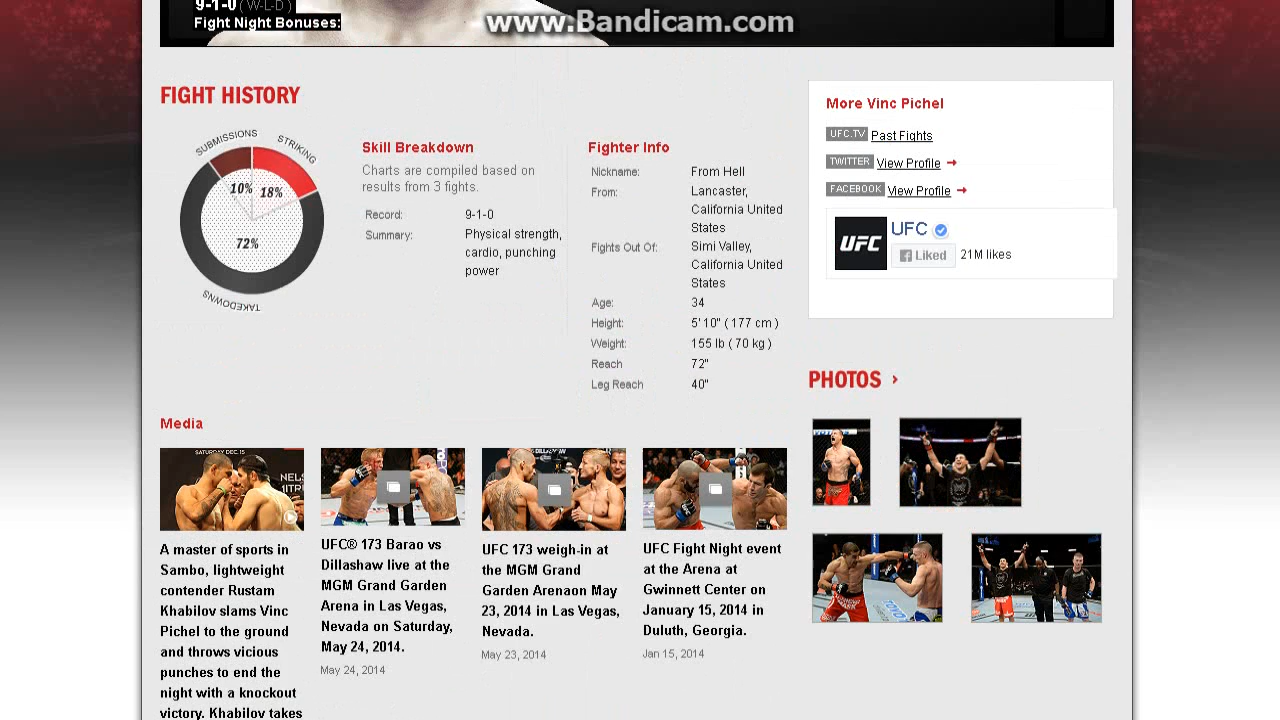 9-1-0 (W-L-D)
Fight Night Bonuses:
www.Bandicam.com
FIGHT HISTORY
SUBMISSIONS
STRIKING
10%
18%
72%
TAKEDOWNS
Skill Breakdown
Charts are compiled based on
results from 3 fights.
Record: 9-1-0
Summary: Physical strength,
cardio, punching
power
Fighter Info
Nickname: From Hell
From: Lancaster,
California United
States
Fights Out Of: Simi Valley,
California United
States
Age: 34
Height: 5' 10" ( 177 cm )
Weight: 155 lb ( 70 kg )
Reach 72"
Leg Reach 40"
More Vinc Pichel
UFC.TV Past Fights
TWITTER View Profile →
FACEBOOK View Profile →
UFC
UFC
Liked 21M likes
PHOTOS ›
Media
SATURDAY DEC. 15
A master of sports in
Sambo, lightweight
contender Rustam
Khabilov slams Vinc
Pichel to the ground
and throws vicious
punches to end the
night with a knockout
victory. Khabilov takes
UFC® 173 Barao vs
Dillashaw live at the
MGM Grand Garden
Arena in Las Vegas,
Nevada on Saturday,
May 24, 2014.
May 24, 2014
UFC 173 weigh-in at
the MGM Grand
Garden Arenaon May
23, 2014 in Las Vegas,
Nevada.
May 23, 2014
UFC Fight Night event
at the Arena at
Gwinnett Center on
January 15, 2014 in
Duluth, Georgia.
Jan 15, 2014